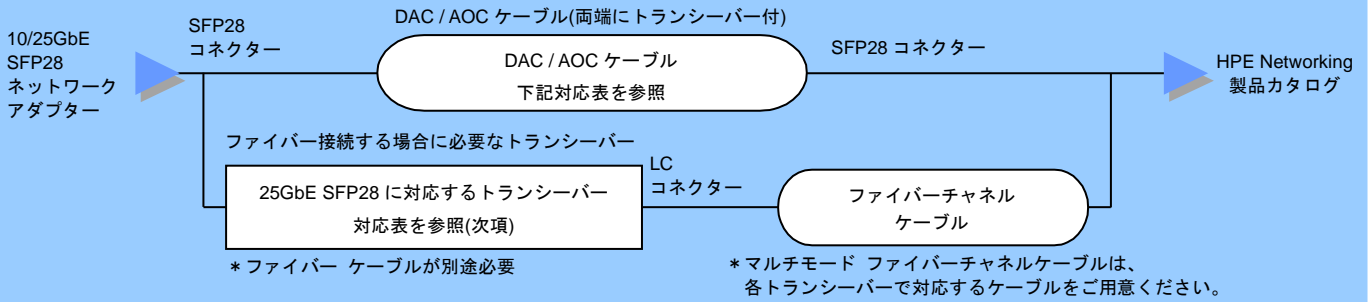 10/25GbE
SFP28
ネットワーク
アダプター
SFP28
コネクター
DAC / AOC ケーブル(両端にトランシーバー付)
DAC / AOC ケーブル
下記対応表を参照
SFP28 コネクター
HPE Networking
製品カタログ
ファイバー接続する場合に必要なトランシーバー
25GbE SFP28 に対応するトランシーバー
対応表を参照(次項)
LC
コネクター
ファイバーチャネル
ケーブル
＊ファイバー ケーブルが別途必要
＊マルチモード ファイバーチャネルケーブルは、
各トランシーバーで対応するケーブルをご用意ください。